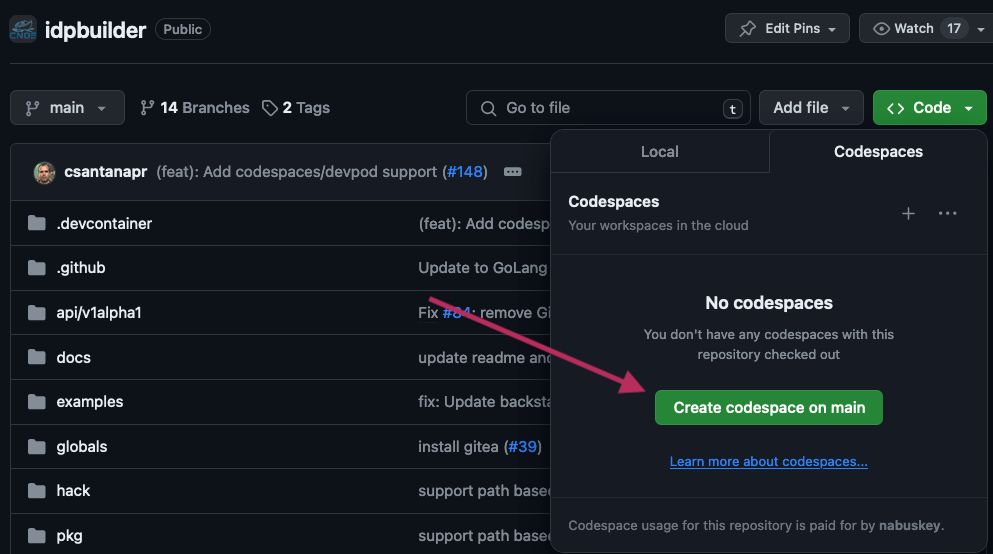 CNOE
idpbuilder Public
Edit Pins
Watch 17
main
14 Branches
2 Tags
Go to file t
Add file
<> Code
csantanapr (feat): Add codespaces/devpod support (#148)
.devcontainer (feat): Add codesp
.github Update to GoLang
api/v1alpha1 Fix #84: remove Gi
docs update readme and
examples fix: Update backsta
globals install gitea (#39)
hack support path based
pkg support path based
Local
Codespaces
Codespaces
Your workspaces in the cloud
No codespaces
You don't have any codespaces with this
repository checked out
Create codespace on main
Learn more about codespaces...
Codespace usage for this repository is paid for by nabuskey.